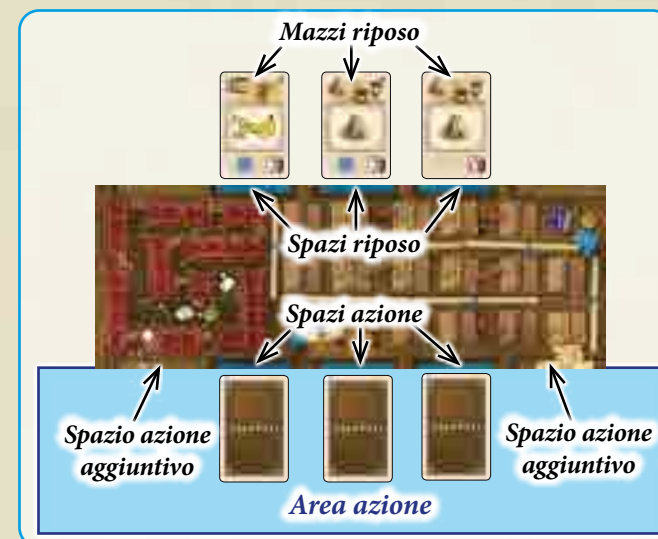 Mazzi riposo
Spazi riposo
Spazi azione
Spazio azione
aggiuntivo
Spazio azione
aggiuntivo
Area azione